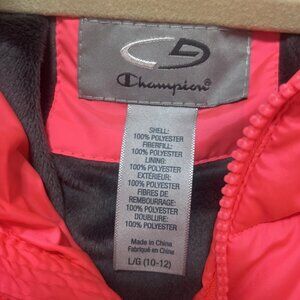 Champion®
SHELL:
100% POLYESTER
FIBERFILL:
100% POLYESTER
LINING:
100% POLYESTER
EXTÉRIEUR:
100% POLYESTER
FIBRES DE
REMBOURRAGE:
100% POLYESTER
DOUBLURE:
100% POLYESTER
Made in China
Fabriqué en China
L/G (10-12)